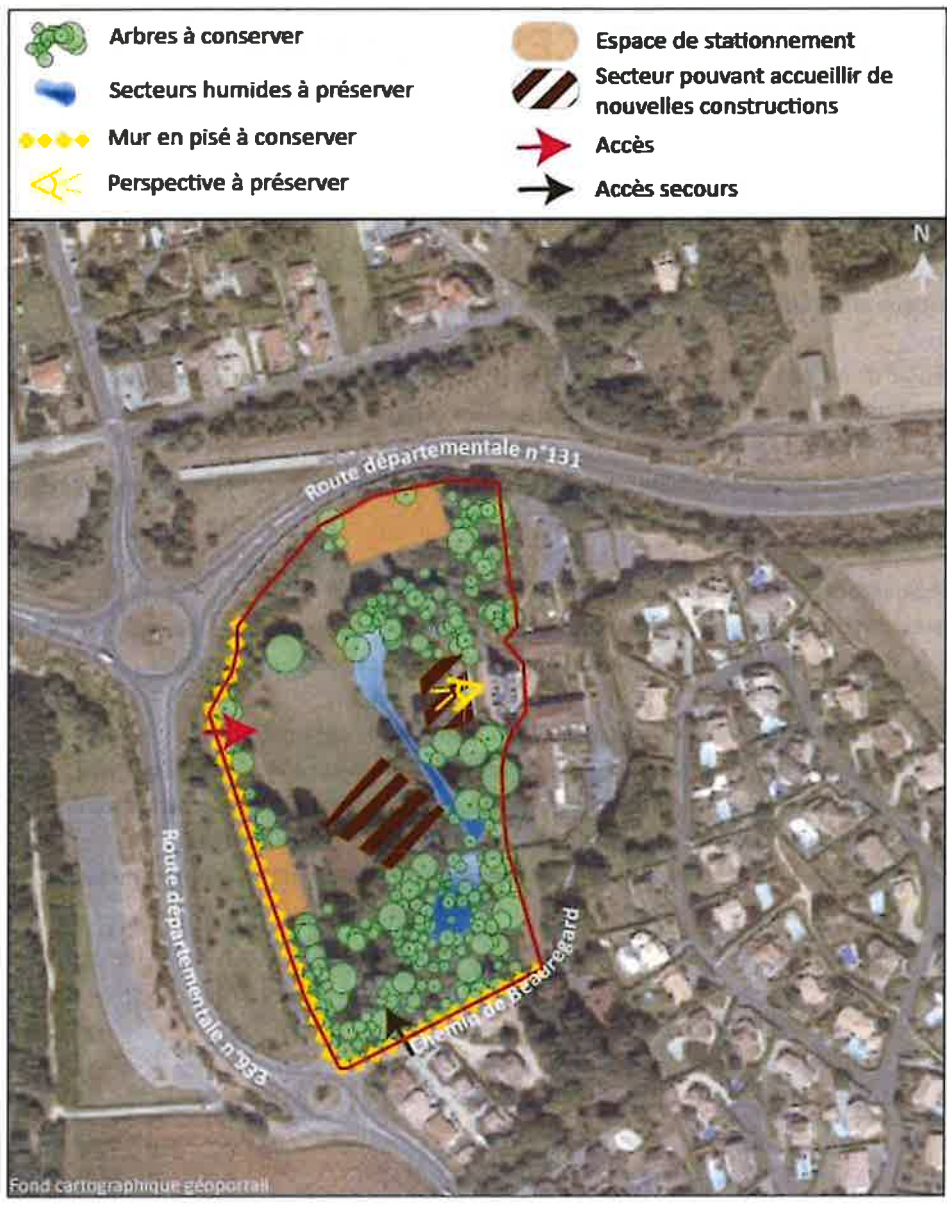 Arbres à conserver
Secteurs humides à préserver
Mur en pisé à conserver
Perspective à préserver
Espace de stationnement
Secteur pouvant accueillir de
nouvelles constructions
Accès
Accès secours
N
Route départementale n°131
Route départementale n°933
Chemin de Beauregard
Fond cartographique géoportail